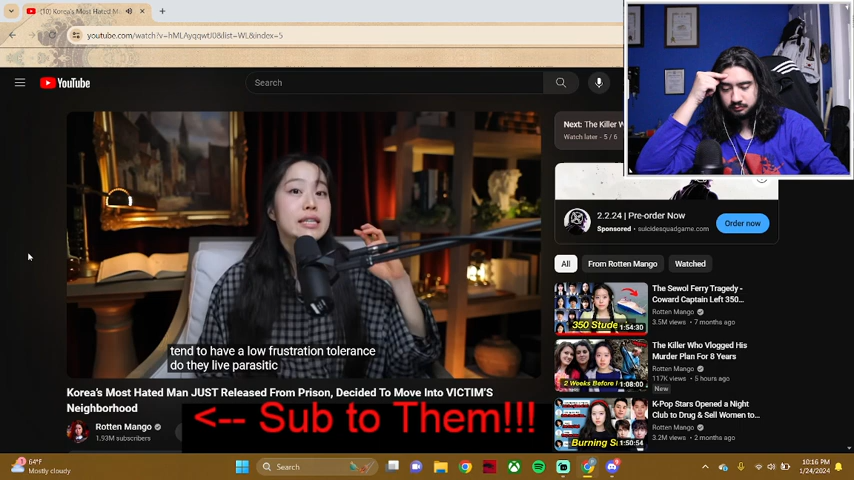 (10) Korea's Most Hated M
youtube.com/watch?v=hMLAyqqwtJ0&list=WL&index=5
YouTube
Search
Next: The Killer W
Watch later - 5 / 6
2.2.24 | Pre-order Now
Sponsored · suicidesquadgame.com
Order now
All
From Rotten Mango
Watched
tend to have a low frustration tolerance
do they live parasitic
350 Stude
1:54:30
The Sewol Ferry Tragedy -
Coward Captain Left 350...
Rotten Mango
3.5M views • 7 months ago
2 Weeks Before
1:08:00
The Killer Who Vlogged His
Murder Plan For 8 Years
Rotten Mango
117K views • 5 hours ago
Burning S
1:50:54
K-Pop Stars Opened a Night
Club to Drug & Sell Women to...
Rotten Mango
3.2M views • 2 months ago
Korea's Most Hated Man JUST Released From Prison, Decided To Move Into VICTIM'S
Neighborhood
Rotten Mango
1.93M subscribers
<-- Sub to Them!!!
64°F
Mostly cloudy
Search
10:16 PM
1/24/2024